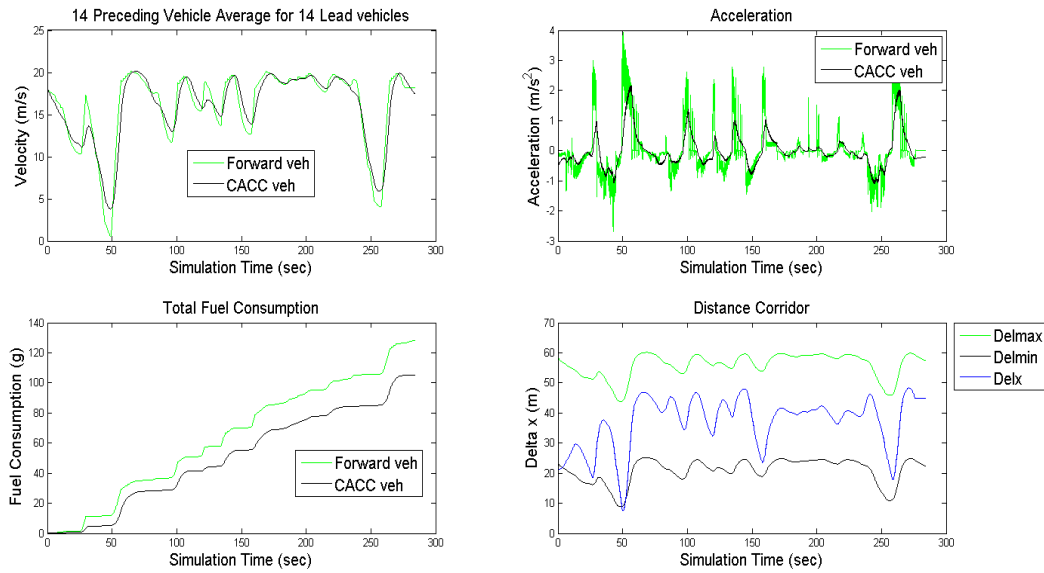 14 Preceding Vehicle Average for 14 Lead vehicles
25
20
15
10
5
0
Velocity (m/s)
Forward veh
CACC veh
0 50 100 150 200 250 300
Simulation Time (sec)
Acceleration
4
3
2
1
0
-1
-2
-3
Acceleration (m/s²)
Forward veh
CACC veh
0 50 100 150 200 250 300
Simulation Time (sec)
Total Fuel Consumption
140
120
100
80
60
40
20
0
Fuel Consumption (g)
Forward veh
CACC veh
0 50 100 150 200 250 300
Simulation Time (sec)
Distance Corridor
70
60
50
40
30
20
10
0
Delta x (m)
Delmax
Delmin
Delx
0 50 100 150 200 250 300
Simulation Time (sec)